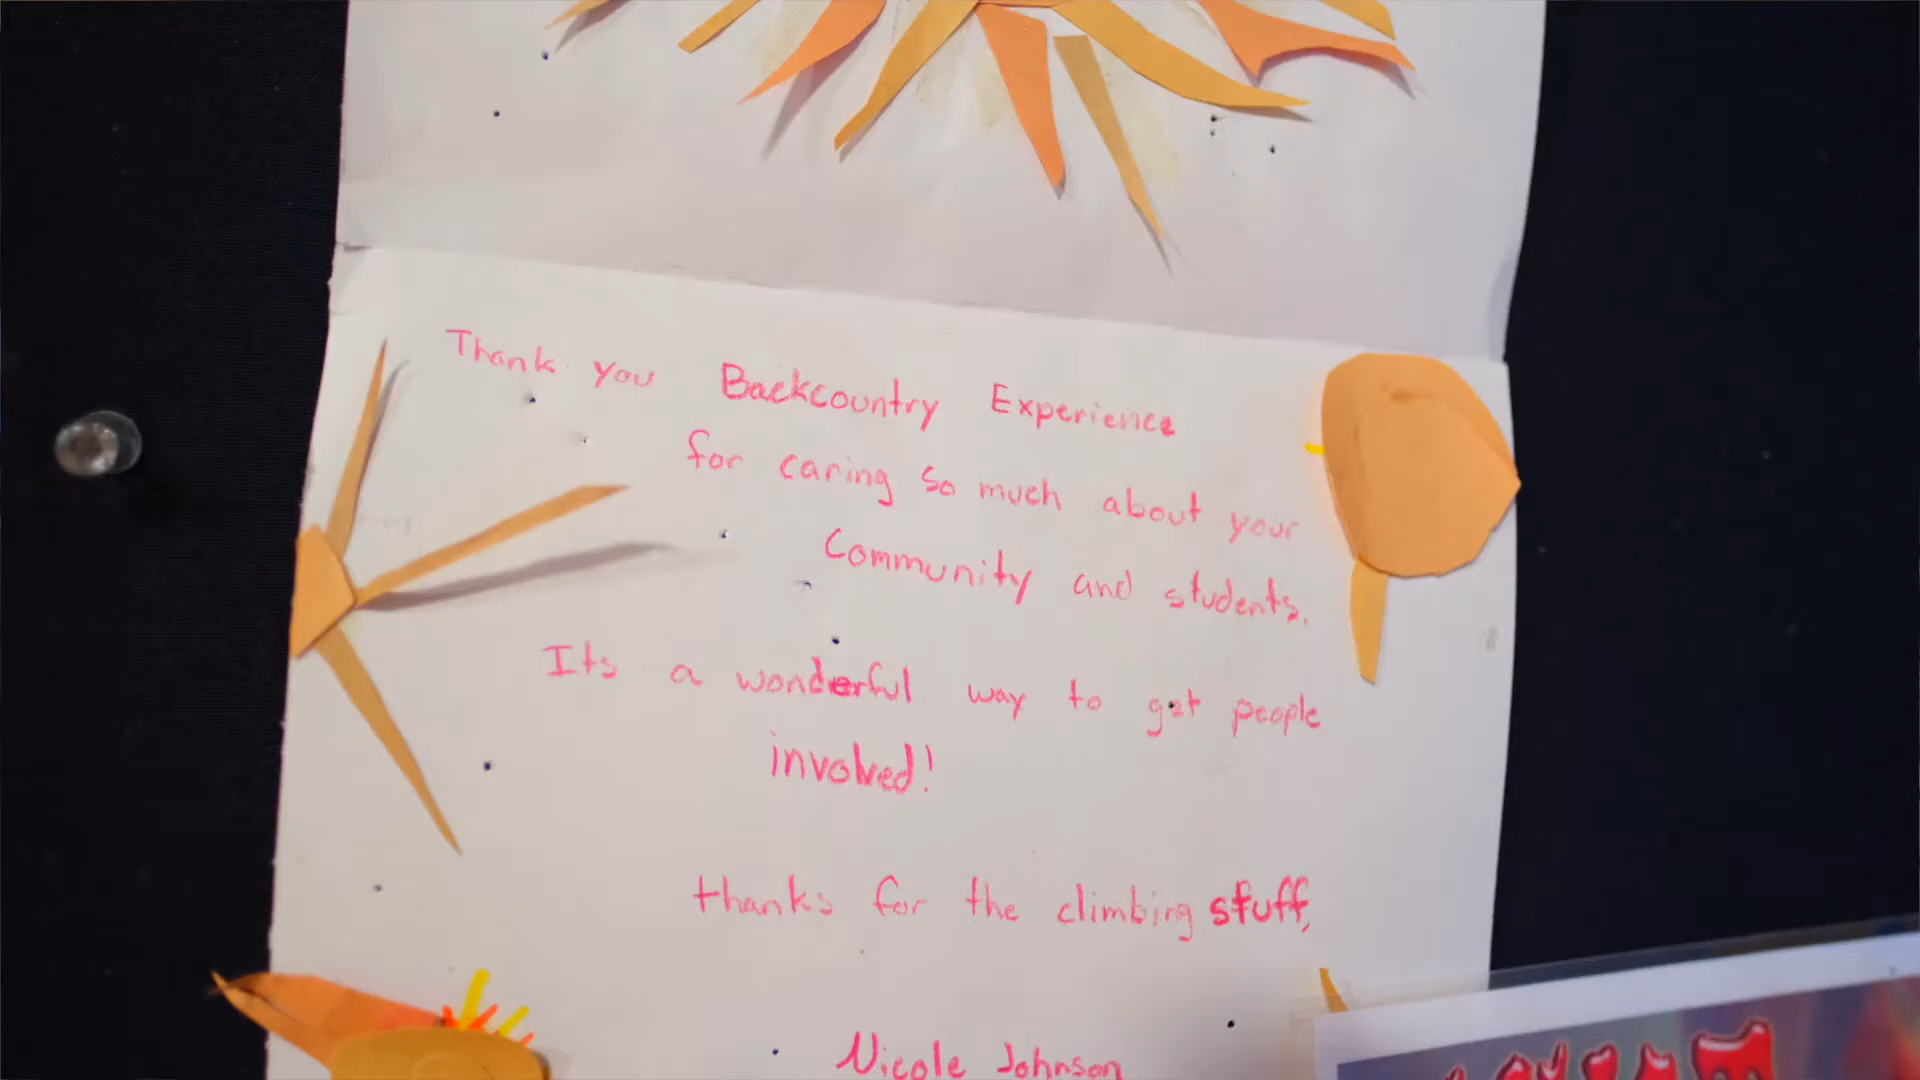 Thank you Backcountry Experience
for caring so much about your
Community and students.
Its a wonderful way to get people
involved!
thanks for the climbing stuff,
Nicole Johnson